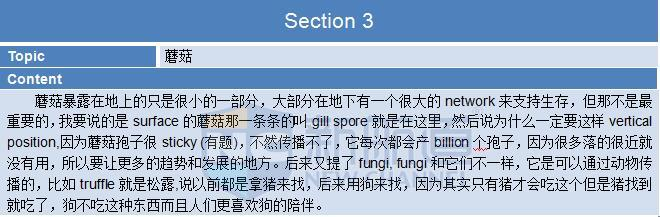 Section 3
Topic 蘑菇
Content
蘑菇暴露在地上的只是很小的一部分，大部分在地下有一个很大的 network 来支持生存，但那不是最
重要的,我要说的是 surface 的蘑菇那一条条的叫 gill spore 就是在这里，然后说为什么一定要这样 vertical
position,因为蘑菇孢子很 sticky (有题)，不然传播不了，它每次都会产 billion 个孢子，因为很多落的很近就
没有用，所以要让更多的趋势和发展的地方。后来又提了 fungi, fungi 和它们不一样，它是可以通过动物传
播的，比如 truffle 就是松露,说以前都是拿猪来找，后来用狗来找，因为其实只有猪才会吃这个但是猪找到
就吃了，狗不吃这种东西而且人们更喜欢狗的陪伴。